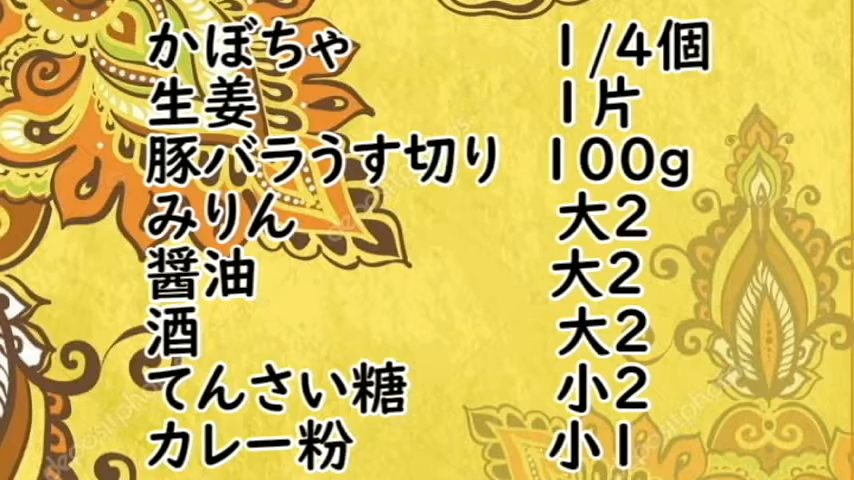 かぼちゃ 1/4個
生姜 1片
豚バラうす切り 100g
みりん 大2
醤油 大2
酒 大2
てんさい糖 小2
カレー粉 小1
depositphotos